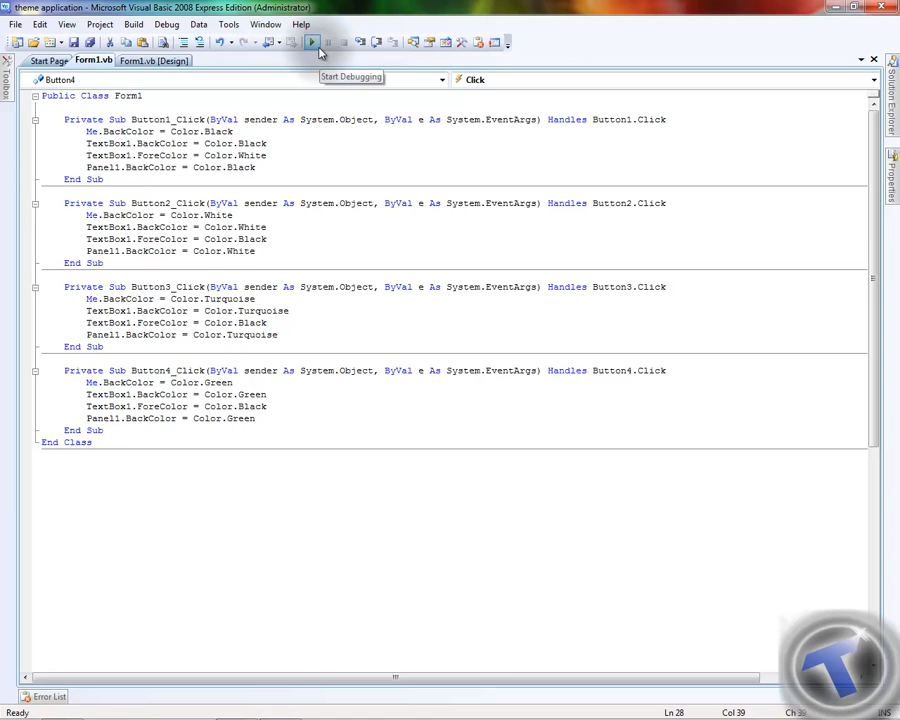 theme application - Microsoft Visual Basic 2008 Express Edition (Administrator)
File Edit View Project Build Debug Data Tools Window Help
Start Page Form1.vb Form1.vb [Design]
Start Debugging
Toolbox
Solution Explorer
Properties
Button4 Click
Public Class Form1
Private Sub Button1_Click(ByVal sender As System.Object, ByVal e As System.EventArgs) Handles Button1.Click
Me.BackColor = Color.Black
TextBox1.BackColor = Color.Black
TextBox1.ForeColor = Color.White
Panel1.BackColor = Color.Black
End Sub
Private Sub Button2_Click(ByVal sender As System.Object, ByVal e As System.EventArgs) Handles Button2.Click
Me.BackColor = Color.White
TextBox1.BackColor = Color.White
TextBox1.ForeColor = Color.Black
Panel1.BackColor = Color.White
End Sub
Private Sub Button3_Click(ByVal sender As System.Object, ByVal e As System.EventArgs) Handles Button3.Click
Me.BackColor = Color.Turquoise
TextBox1.BackColor = Color.Turquoise
TextBox1.ForeColor = Color.Black
Panel1.BackColor = Color.Turquoise
End Sub
Private Sub Button4_Click(ByVal sender As System.Object, ByVal e As System.EventArgs) Handles Button4.Click
Me.BackColor = Color.Green
TextBox1.BackColor = Color.Green
TextBox1.ForeColor = Color.Black
Panel1.BackColor = Color.Green
End Sub
End Class
Error List
Ready Ln 28 Col 39 Ch 39 INS
T